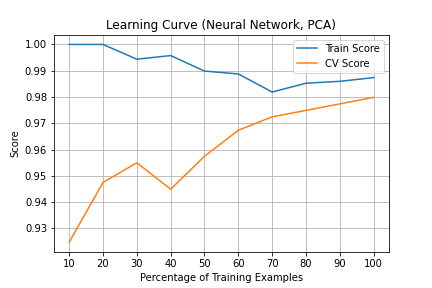 Learning Curve (Neural Network, PCA)
Train Score
CV Score
1.00
0.99
0.98
0.97
0.96
0.95
0.94
0.93
Score
10 20 30 40 50 60 70 80 90 100
Percentage of Training Examples